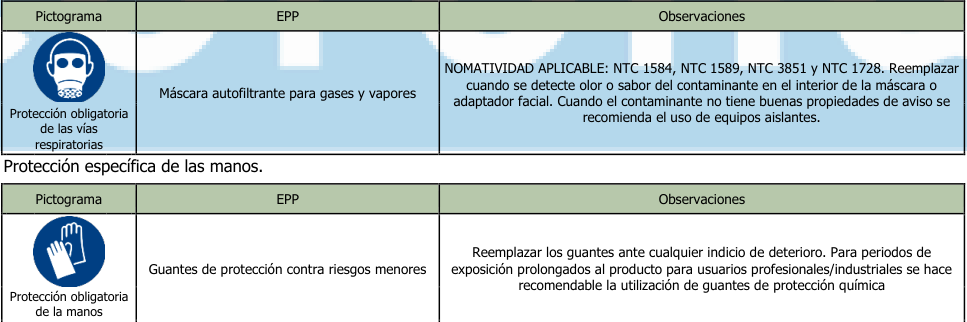 Pictograma EPP Observaciones
Protección obligatoria
de las vías
respiratorias
Máscara autofiltrante para gases y vapores
NOMATIVIDAD APLICABLE: NTC 1584, NTC 1589, NTC 3851 y NTC 1728. Reemplazar
cuando se detecte olor o sabor del contaminante en el interior de la máscara o
adaptador facial. Cuando el contaminante no tiene buenas propiedades de aviso se
recomienda el uso de equipos aislantes.
Protección específica de las manos.
Pictograma EPP Observaciones
Protección obligatoria
de la manos
Guantes de protección contra riesgos menores
Reemplazar los guantes ante cualquier indicio de deterioro. Para periodos de
exposición prolongados al producto para usuarios profesionales/industriales se hace
recomendable la utilización de guantes de protección química